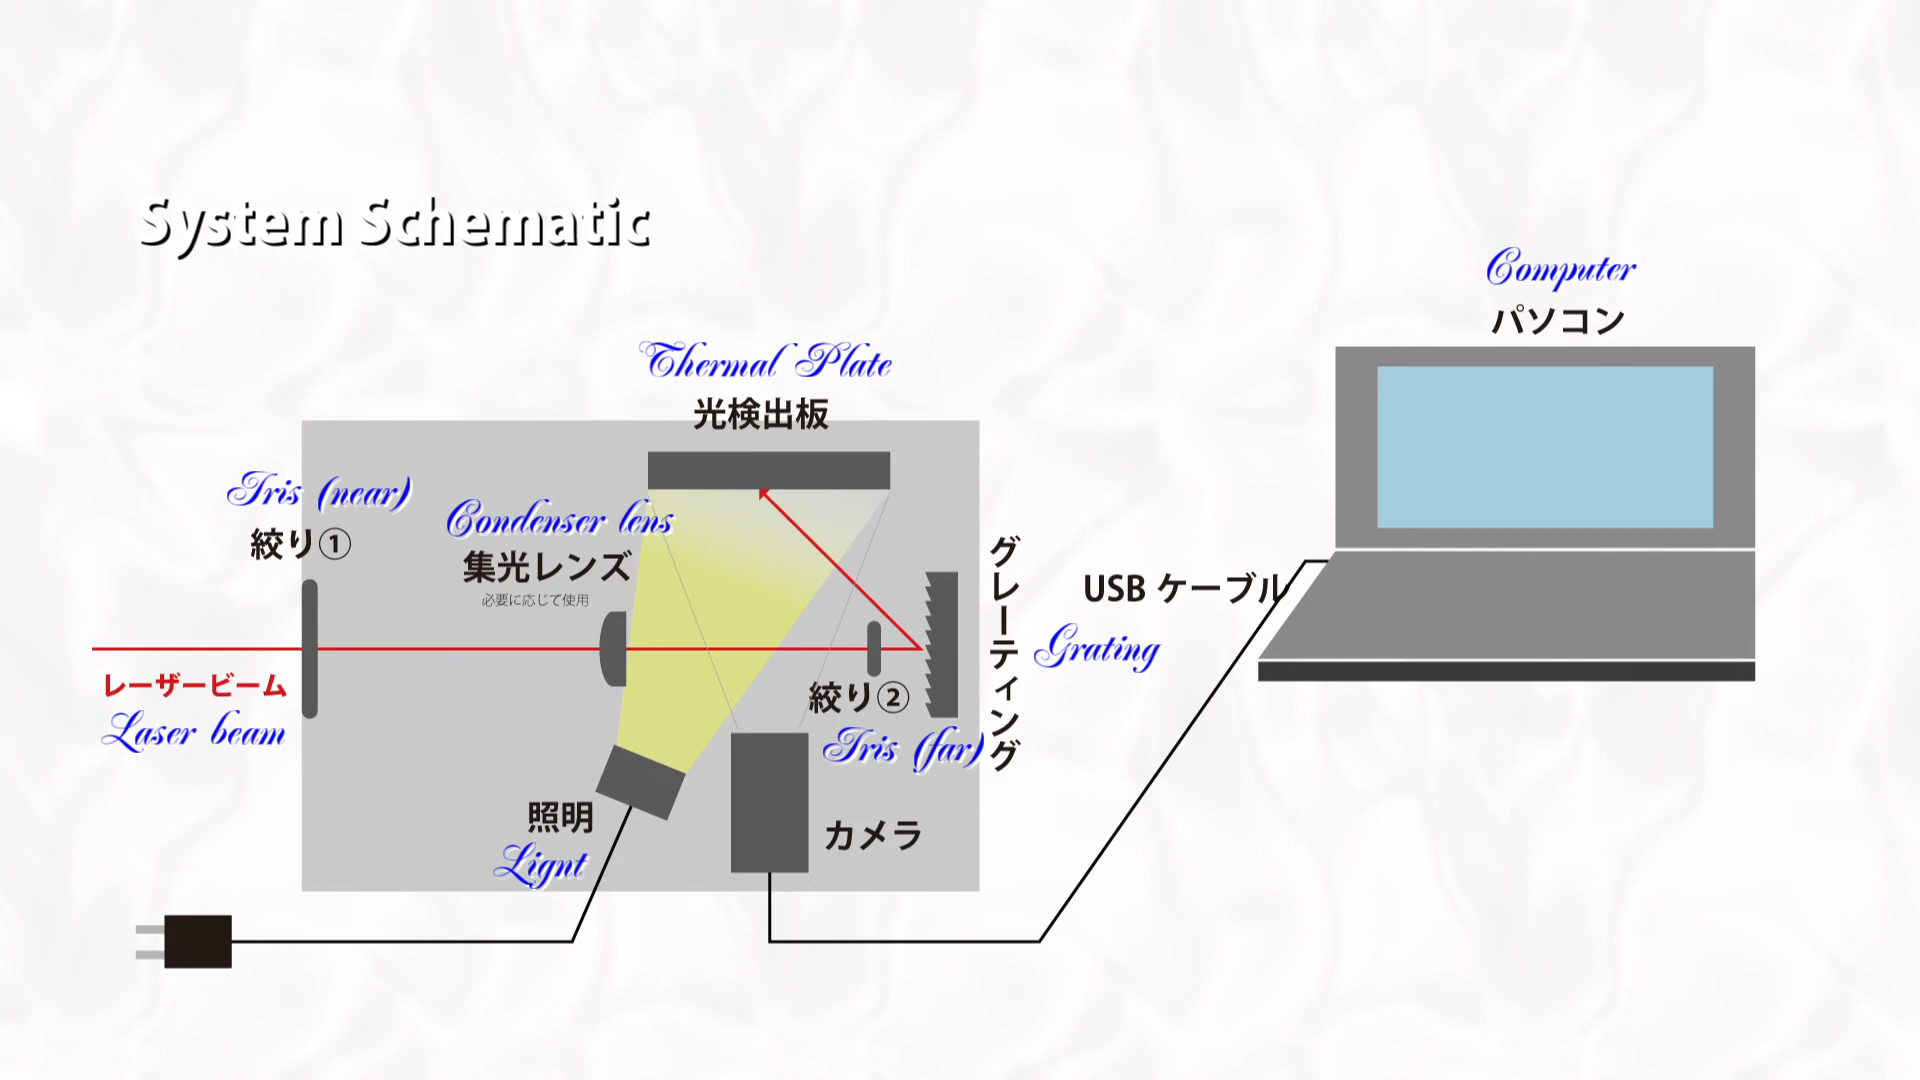 System Schematic
Computer
パソコン
Thermal Plate
光検出板
Iris (near)
絞り①
Condenser lens
集光レンズ
必要に応じて使用
グレーティング
USB ケーブル
Grating
レーザービーム
Laser beam
絞り②
Iris (far)
照明
Lignt
カメラ